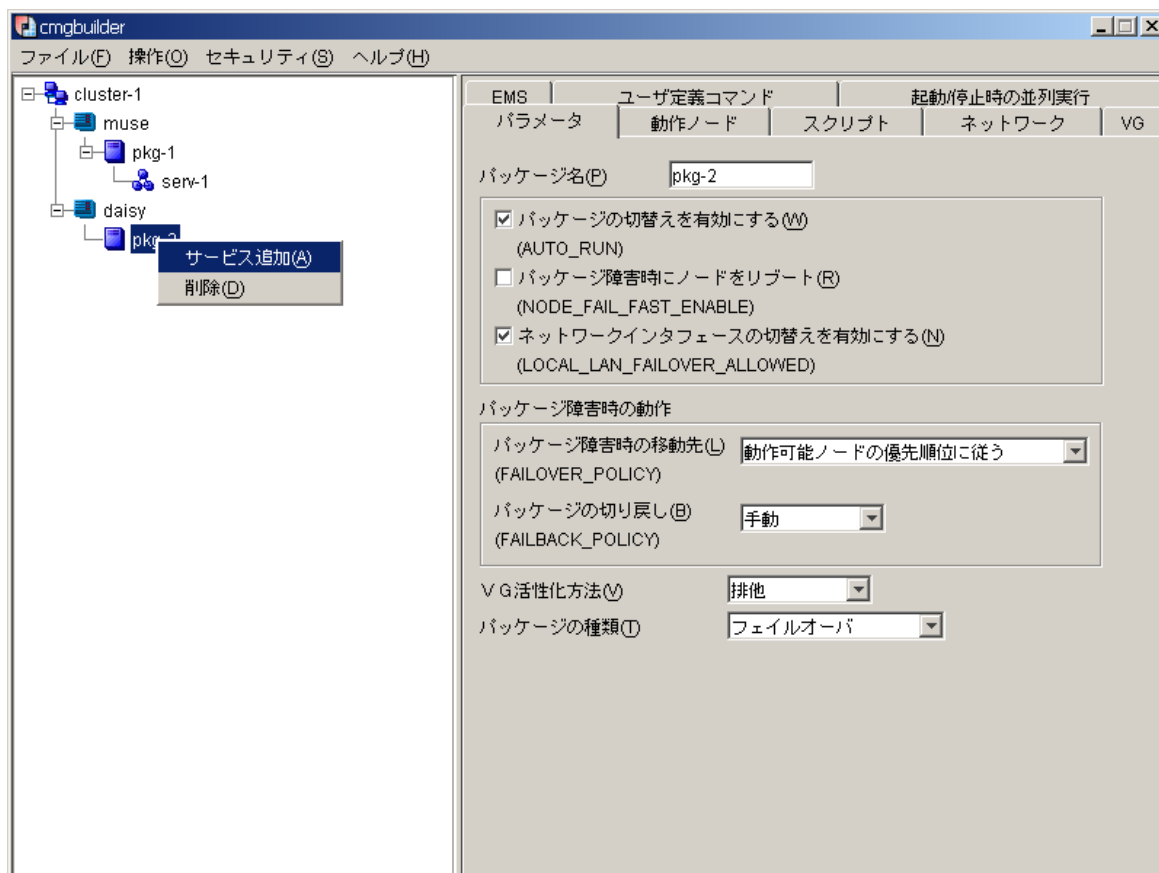 cmgbuilder
ファイル(F) 操作(O) セキュリティ(S) ヘルプ(H)
cluster-1
muse
pkg-1
serv-1
daisy
pkg-2
サービス追加(A)
削除(D)
EMS ユーザ定義コマンド 起動/停止時の並列実行
パラメータ 動作ノード スクリプト ネットワーク VG
パッケージ名(P) pkg-2
パッケージの切替えを有効にする(W)
(AUTO_RUN)
パッケージ障害時にノードをリブート(R)
(NODE_FAIL_FAST_ENABLE)
ネットワークインタフェースの切替えを有効にする(N)
(LOCAL_LAN_FAILOVER_ALLOWED)
パッケージ障害時の動作
パッケージ障害時の移動先(L) 動作可能ノードの優先順位に従う
(FAILOVER_POLICY)
パッケージの切り戻し(B) 手動
(FAILBACK_POLICY)
VG活性化方法(V) 排他
パッケージの種類(T) フェイルオーバ